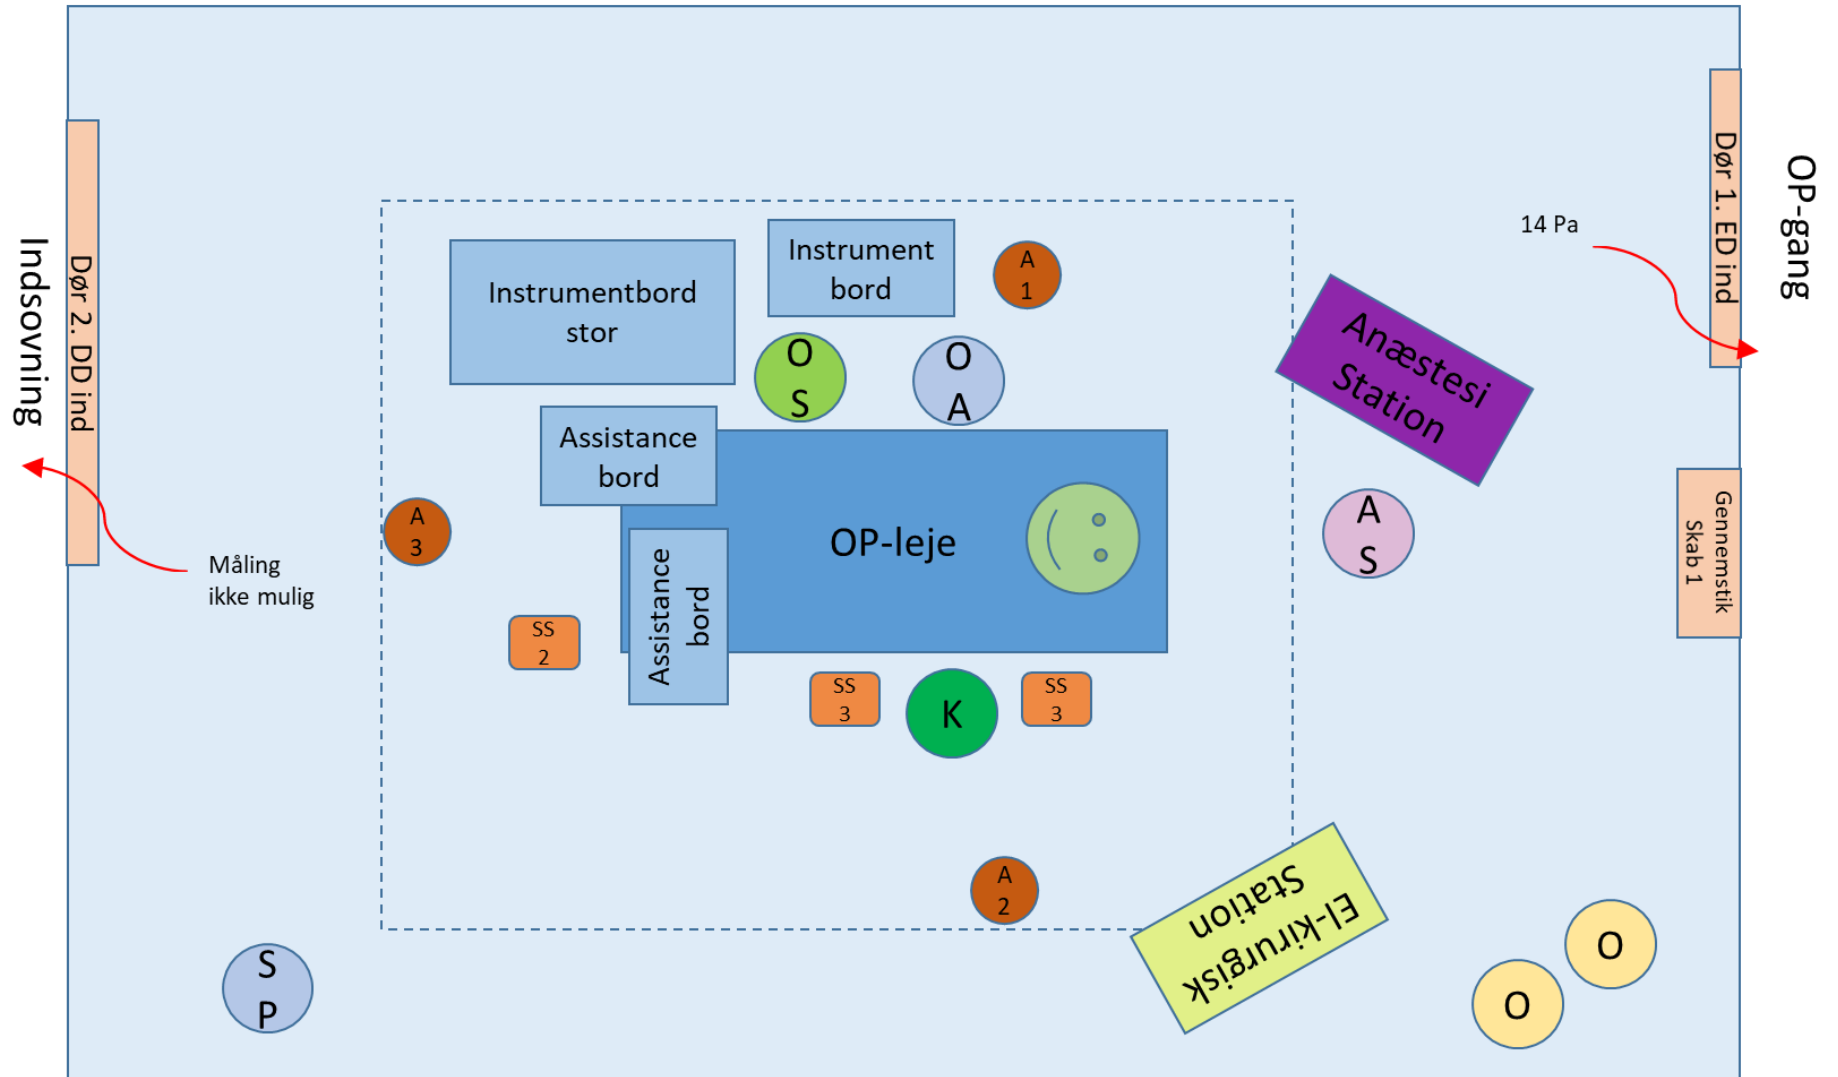 Indsovning
Dør 2. DD ind
Måling
ikke mulig
Instrumentbord
stor
Instrument
bord
A
1
O
S
O
A
Assistance
bord
Assistance
bord
OP-leje
A
3
SS
2
SS
3
K
SS
3
A
2
S
P
Anæstesi
Station
A
S
El-kirurgisk
Station
O
O
14 Pa
Dør 1. ED ind
OP-gang
Gennemstik
Skab 1